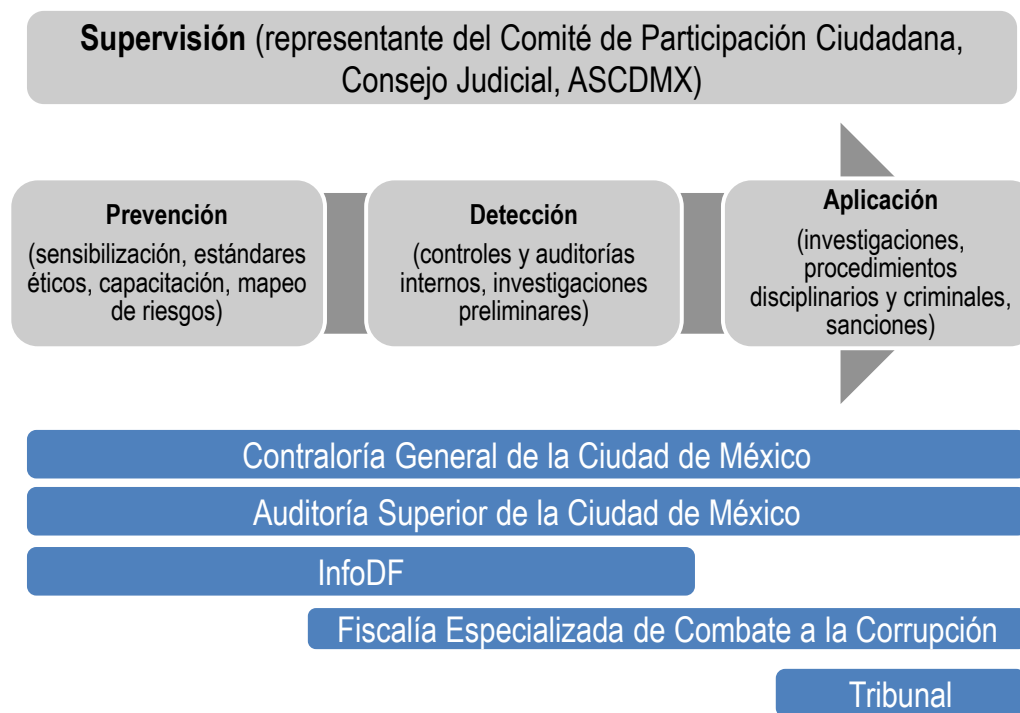 Supervisión (representante del Comité de Participación Ciudadana,
Consejo Judicial, ASCDMX)
Prevención
(sensibilización, estándares
éticos, capacitación, mapeo
de riesgos)
Detección
(controles y auditorías
internos, investigaciones
preliminares)
Aplicación
(investigaciones,
procedimientos
disciplinarios y criminales,
sanciones)
Contraloría General de la Ciudad de México
Auditoría Superior de la Ciudad de México
InfoDF
Fiscalía Especializada de Combate a la Corrupción
Tribunal